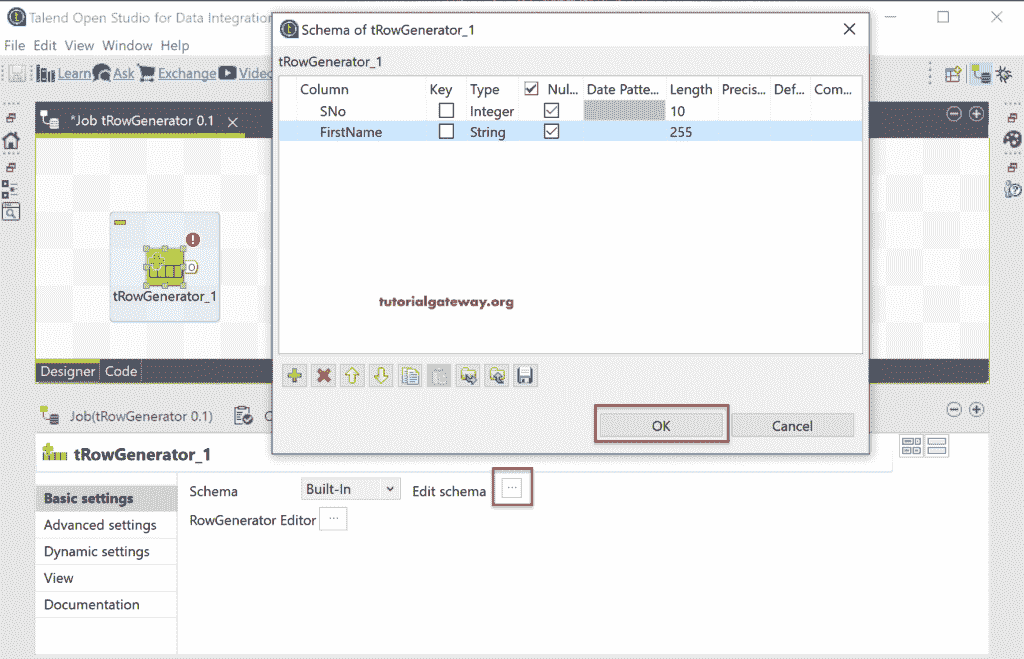 Talend Open Studio for Data Integration
File Edit View Window Help
Learn Ask Exchange Video
*Job tRowGenerator 0.1
tRowGenerator_1
Designer Code
Schema of tRowGenerator_1
tRowGenerator_1
Column Key Type Nul... Date Patte... Length Precis... Def... Com...
SNo Integer 10
FirstName String 255
tutorialgateway.org
OK Cancel
Job(tRowGenerator 0.1)
tRowGenerator_1
Basic settings
Advanced settings
Dynamic settings
View
Documentation
Schema Built-In Edit schema ...
RowGenerator Editor ...